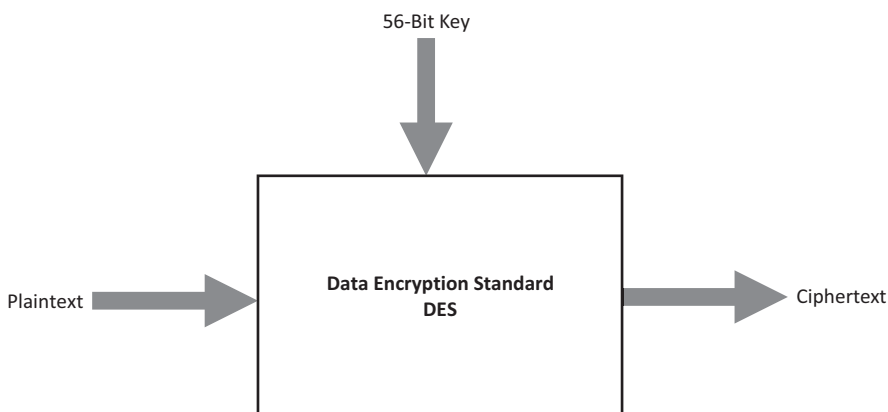 56-Bit Key
Data Encryption Standard
DES
Plaintext
Ciphertext